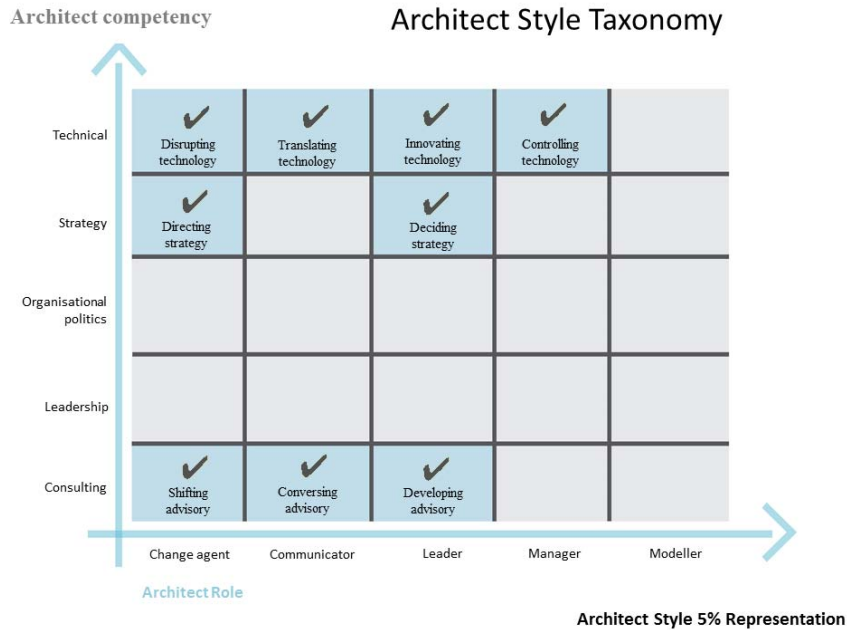 Architect competency
Architect Style Taxonomy
Technical
Disrupting
technology
Translating
technology
Innovating
technology
Controlling
technology
Strategy
Directing
strategy
Deciding
strategy
Organisational
politics
Leadership
Consulting
Shifting
advisory
Conversing
advisory
Developing
advisory
Change agent
Communicator
Leader
Manager
Modeller
Architect Role
Architect Style 5% Representation